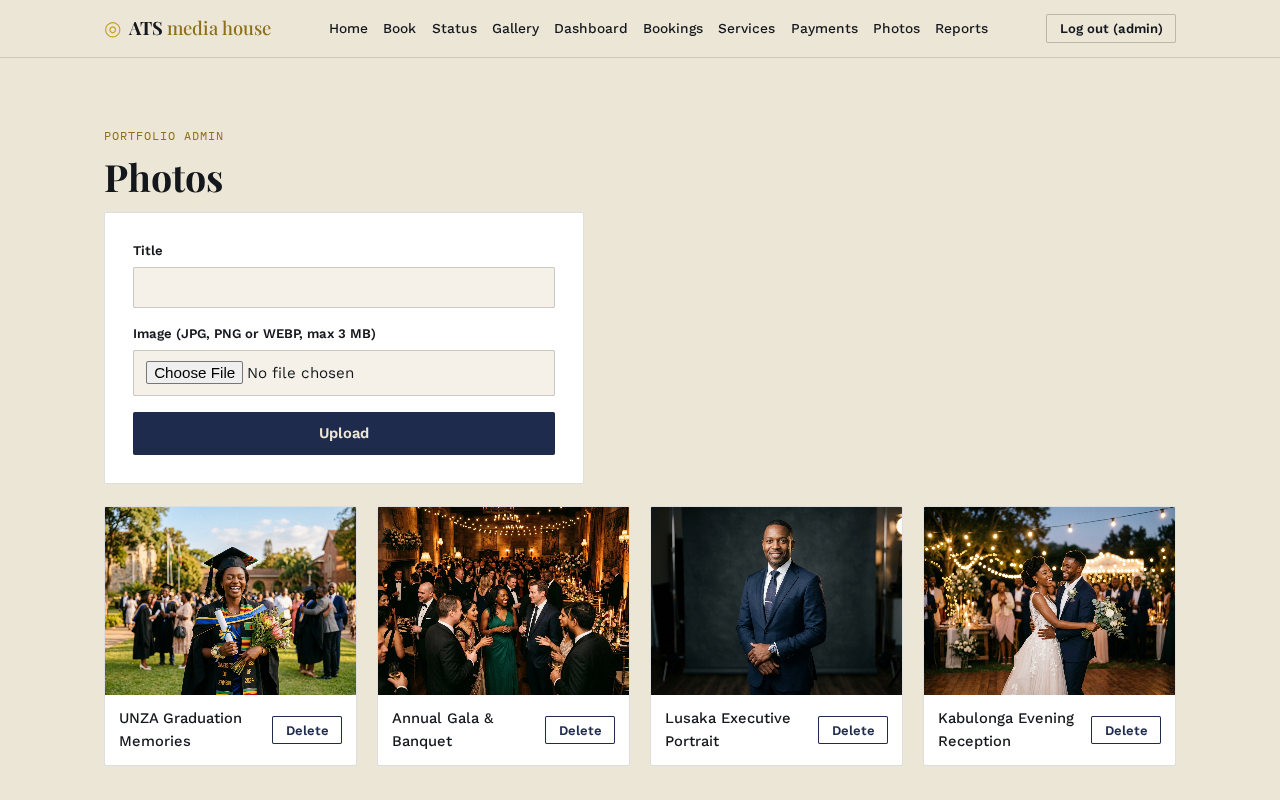 ◎ ATS media house
Home Book Status Gallery Dashboard Bookings Services Payments Photos Reports
Log out (admin)
PORTFOLIO ADMIN
Photos
Title
Image (JPG, PNG or WEBP, max 3 MB)
Choose File No file chosen
Upload
UNZA Graduation
Memories
Delete
Annual Gala &
Banquet
Delete
Lusaka Executive
Portrait
Delete
Kabulonga Evening
Reception
Delete